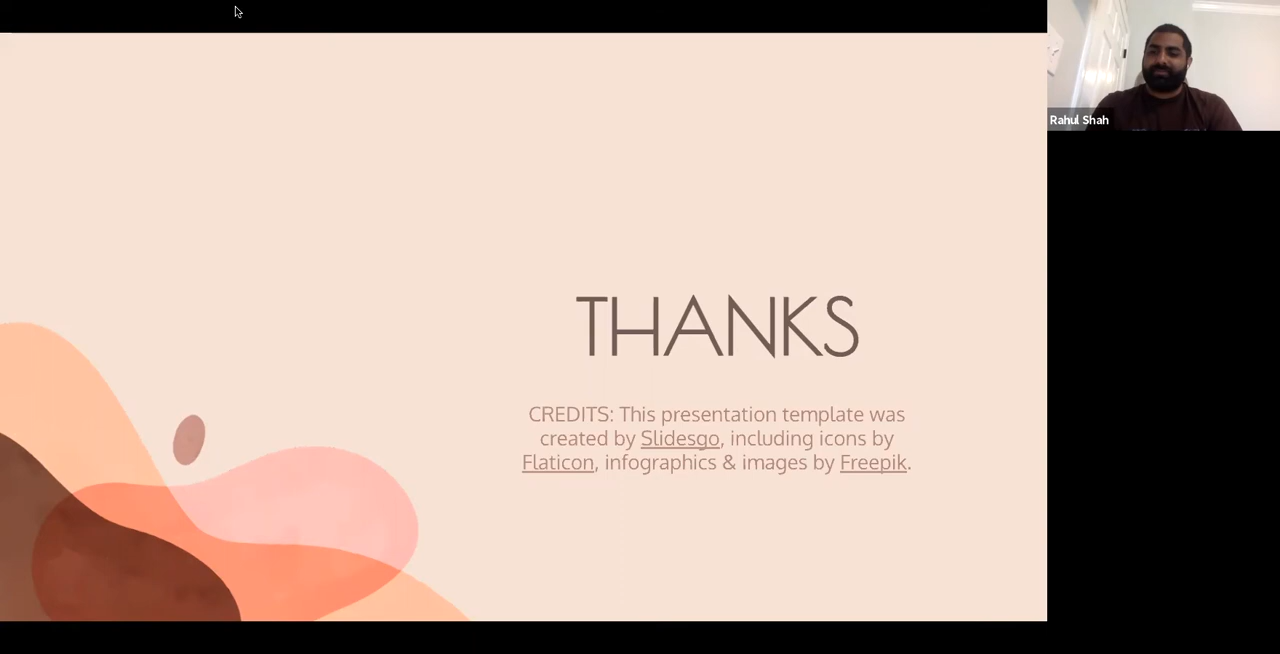 Rahul Shah
THANKS
CREDITS: This presentation template was
created by Slidesgo, including icons by
Flaticon, infographics & images by Freepik.